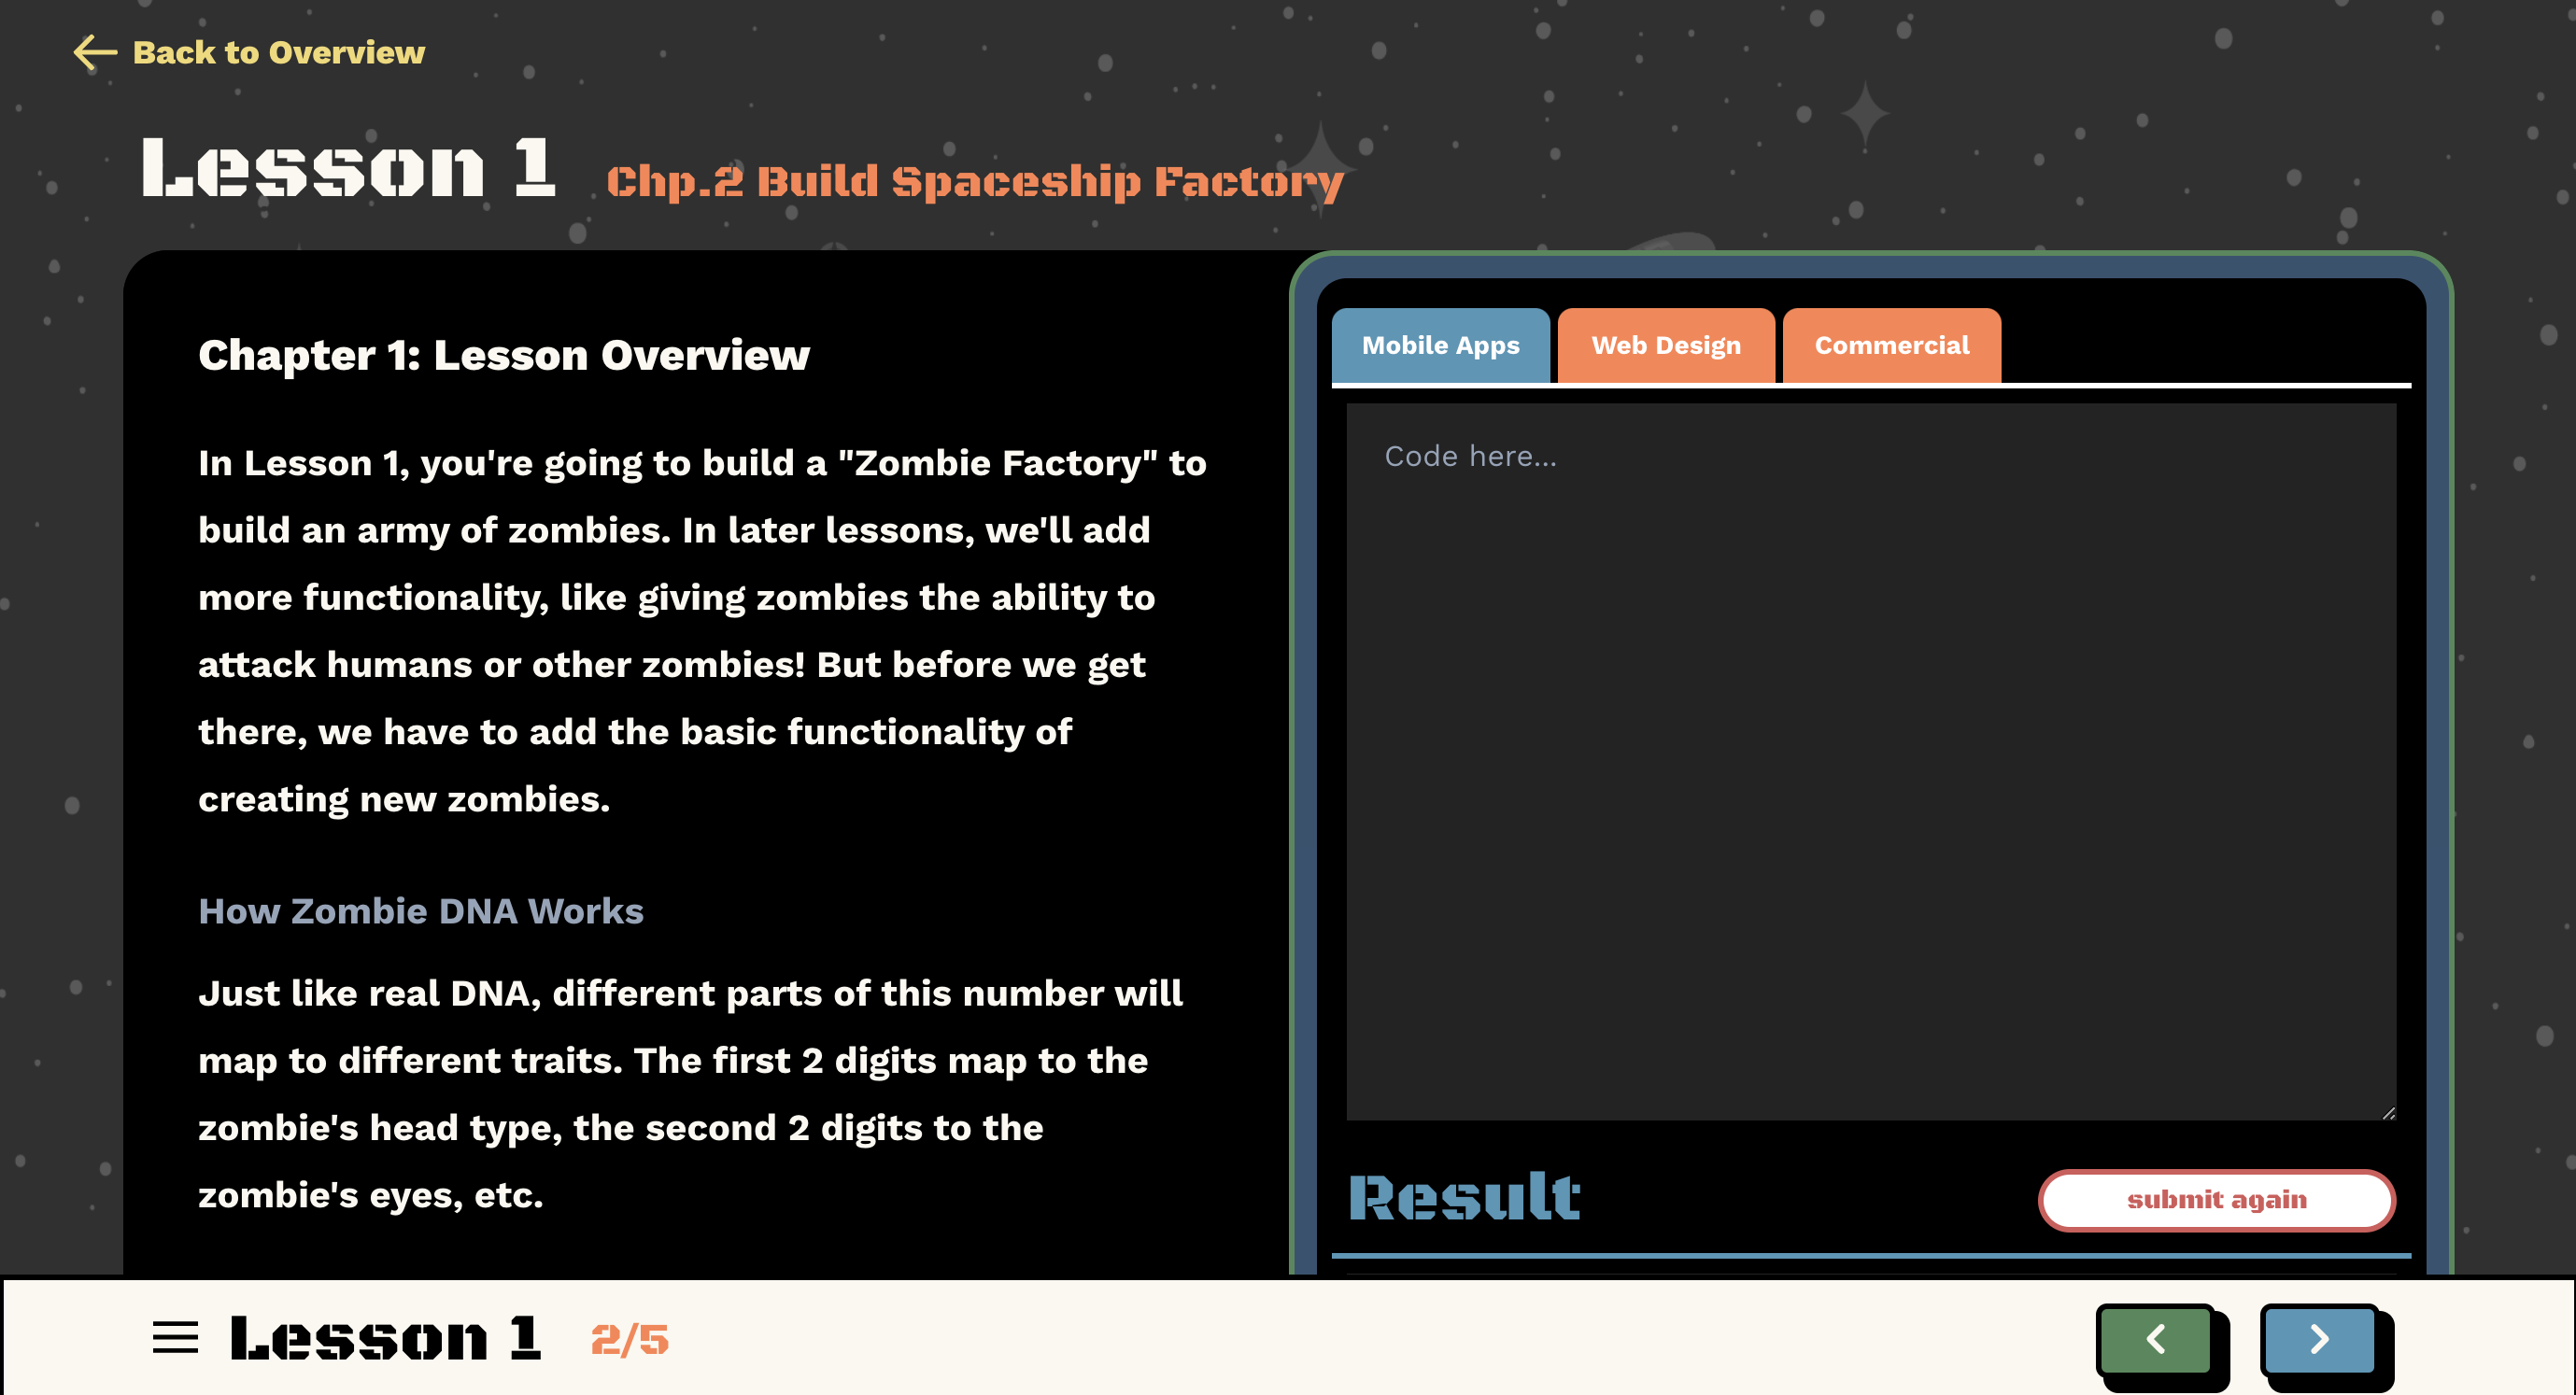 Back to Overview
Lesson 1 Chp.2 Build Spaceship Factory
Chapter 1: Lesson Overview
In Lesson 1, you're going to build a "Zombie Factory" to
build an army of zombies. In later lessons, we'll add
more functionality, like giving zombies the ability to
attack humans or other zombies! But before we get
there, we have to add the basic functionality of
creating new zombies.
How Zombie DNA Works
Just like real DNA, different parts of this number will
map to different traits. The first 2 digits map to the
zombie's head type, the second 2 digits to the
zombie's eyes, etc.
Mobile Apps Web Design Commercial
Code here...
Result submit again
Lesson 1 2/5